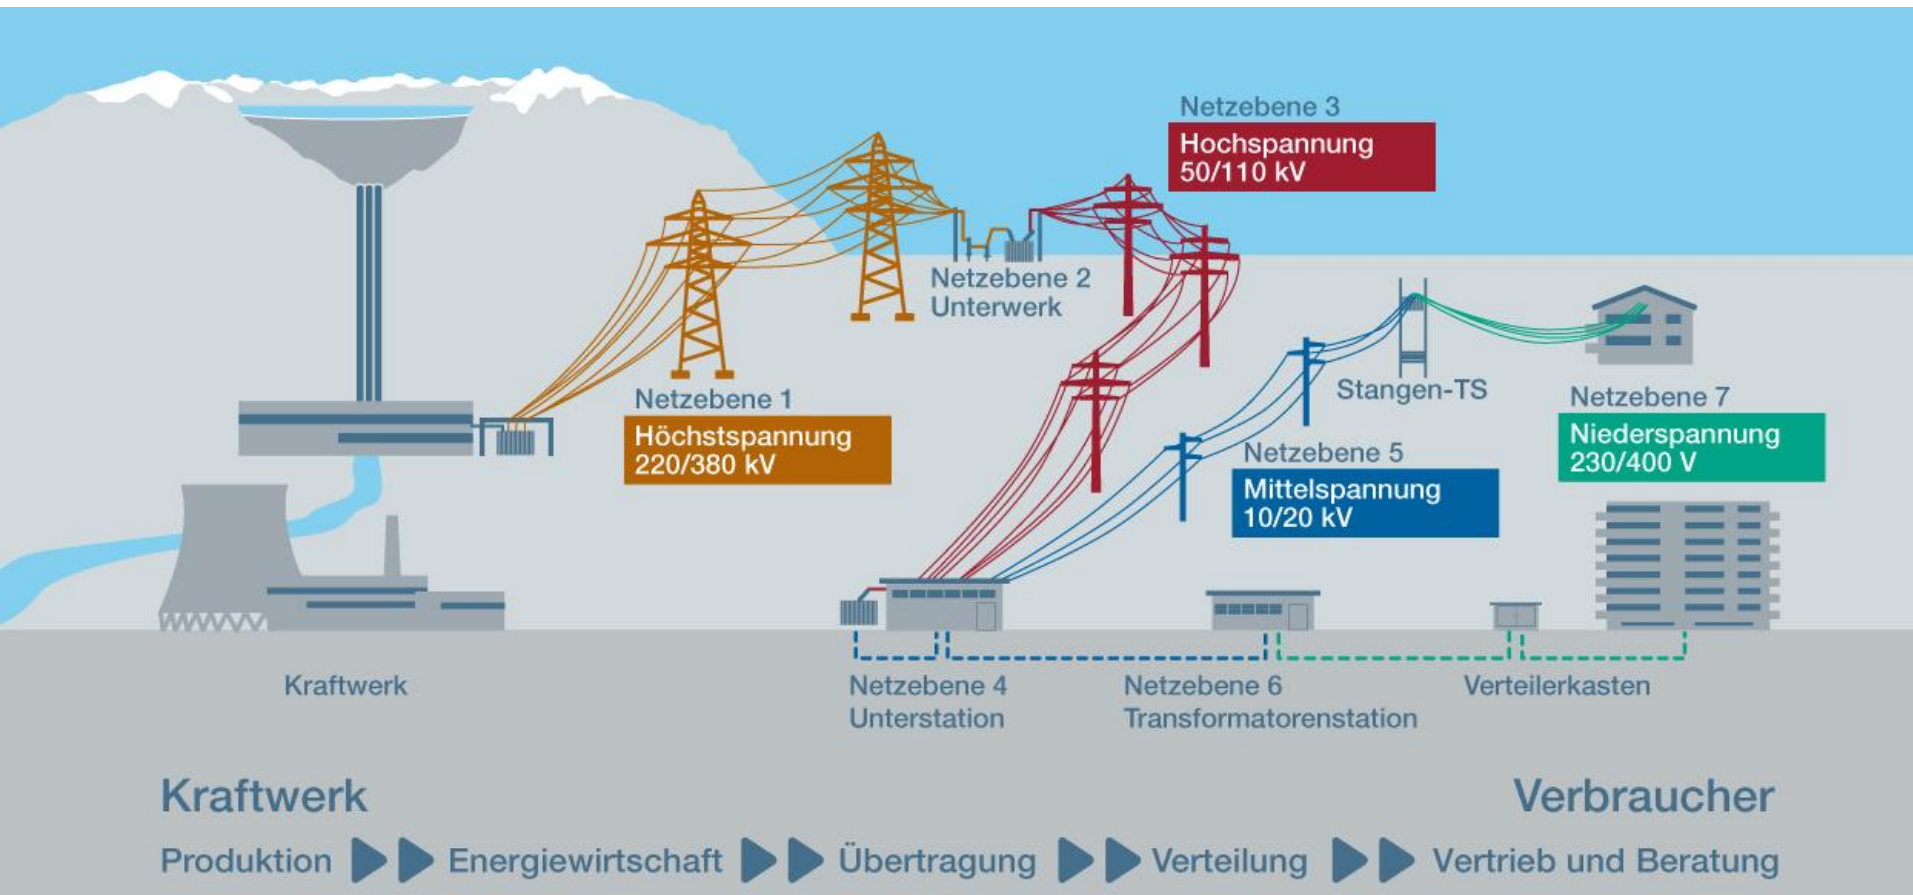 Netzebene 3
Hochspannung
50/110 kV
Netzebene 2
Unterwerk
Netzebene 1
Höchstspannung
220/380 kV
Stangen-TS
Netzebene 7
Niederspannung
230/400 V
Netzebene 5
Mittelspannung
10/20 kV
Kraftwerk
Netzebene 4
Unterstation
Netzebene 6
Transformatorenstation
Verteilerkasten
Kraftwerk
Verbraucher
Produktion
Energiewirtschaft
Übertragung
Verteilung
Vertrieb und Beratung